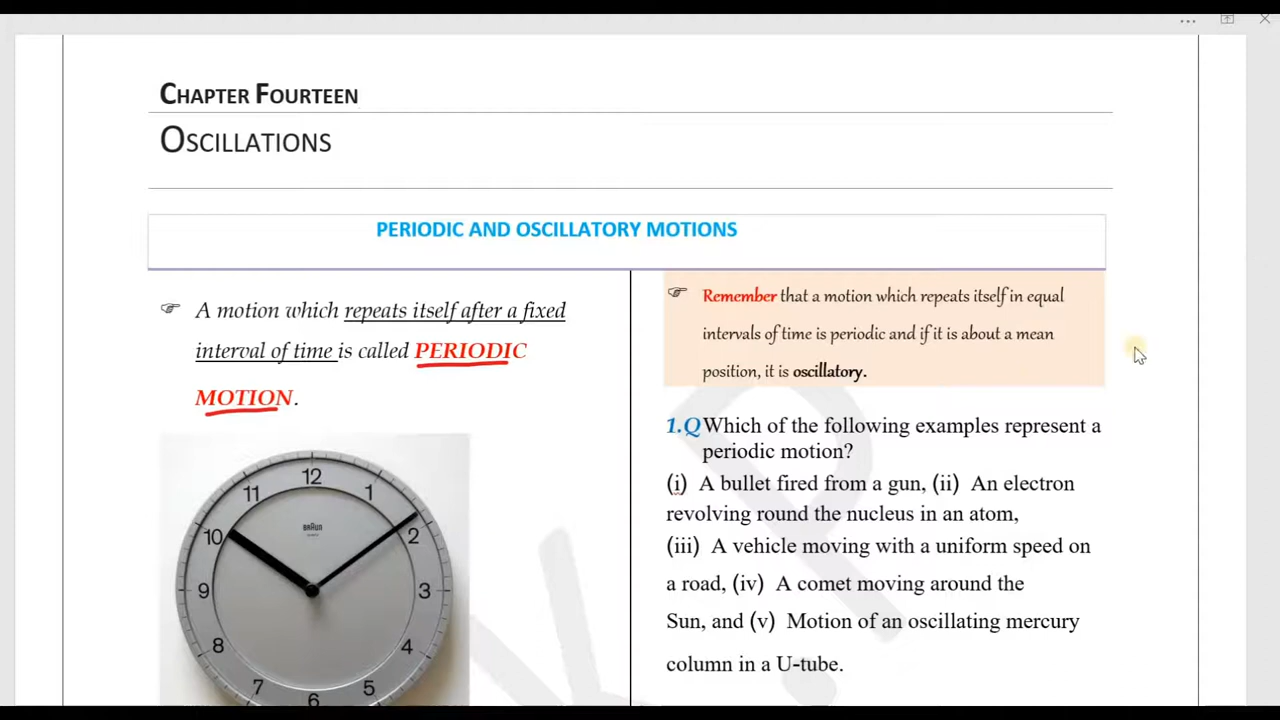 CHAPTER FOURTEEN
OSCILLATIONS
PERIODIC AND OSCILLATORY MOTIONS
☞ A motion which repeats itself after a fixed
interval of time is called PERIODIC
MOTION.
12
11
1
BRAUN
10
2
9
3
8
4
7
5
6
☞ Remember that a motion which repeats itself in equal
intervals of time is periodic and if it is about a mean
position, it is oscillatory.
1.Q Which of the following examples represent a
periodic motion?
(i) A bullet fired from a gun, (ii) An electron
revolving round the nucleus in an atom,
(iii) A vehicle moving with a uniform speed on
a road, (iv) A comet moving around the
Sun, and (v) Motion of an oscillating mercury
column in a U-tube.